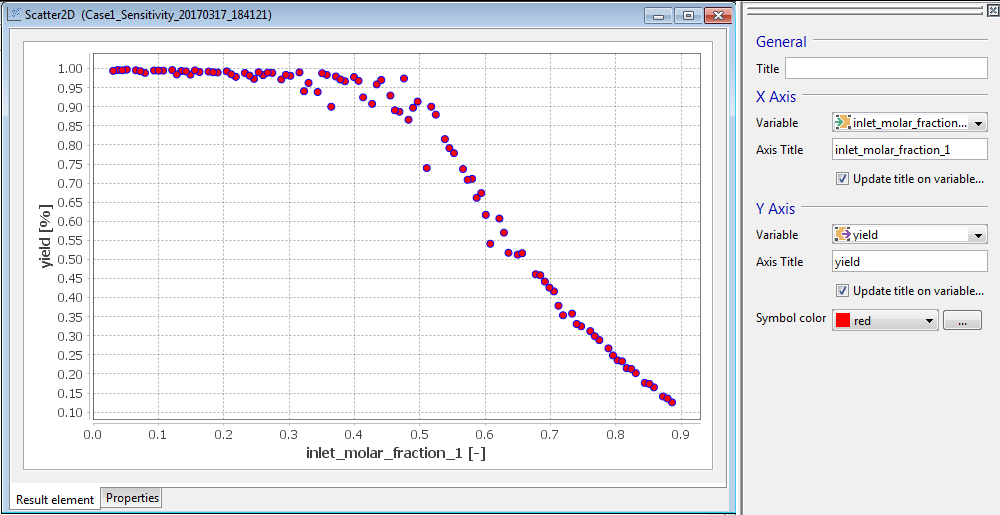 Scatter2D (Case1_Sensitivity_20170317_184121)
1.00
0.95
0.90
0.85
0.80
0.75
0.70
0.65
0.60
0.55
0.50
0.45
0.40
0.35
0.30
0.25
0.20
0.15
0.10
yield [%]
0.0 0.1 0.2 0.3 0.4 0.5 0.6 0.7 0.8 0.9
inlet_molar_fraction_1 [-]
Result element Properties
General
Title
X Axis
Variable inlet_molar_fraction...
Axis Title inlet_molar_fraction_1
Update title on variable...
Y Axis
Variable yield
Axis Title yield
Update title on variable...
Symbol color red ...